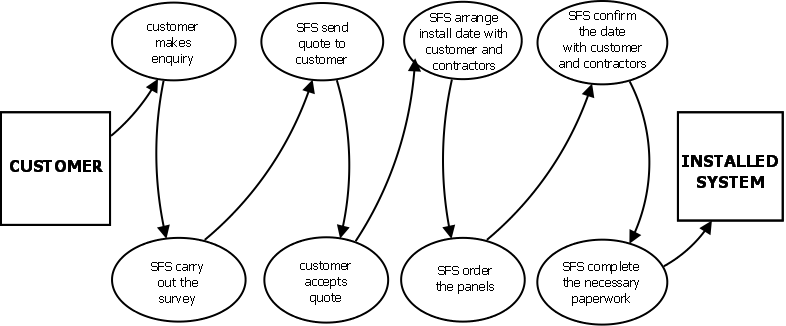 CUSTOMER
customer
makes
enquiry
SFS carry
out the
survey
SFS send
quote to
customer
customer
accepts
quote
SFS arrange
install date with
customer and
contractors
SFS order
the panels
SFS confirm
the date
with customer
and contractors
SFS complete
the necessary
paperwork
INSTALLED
SYSTEM